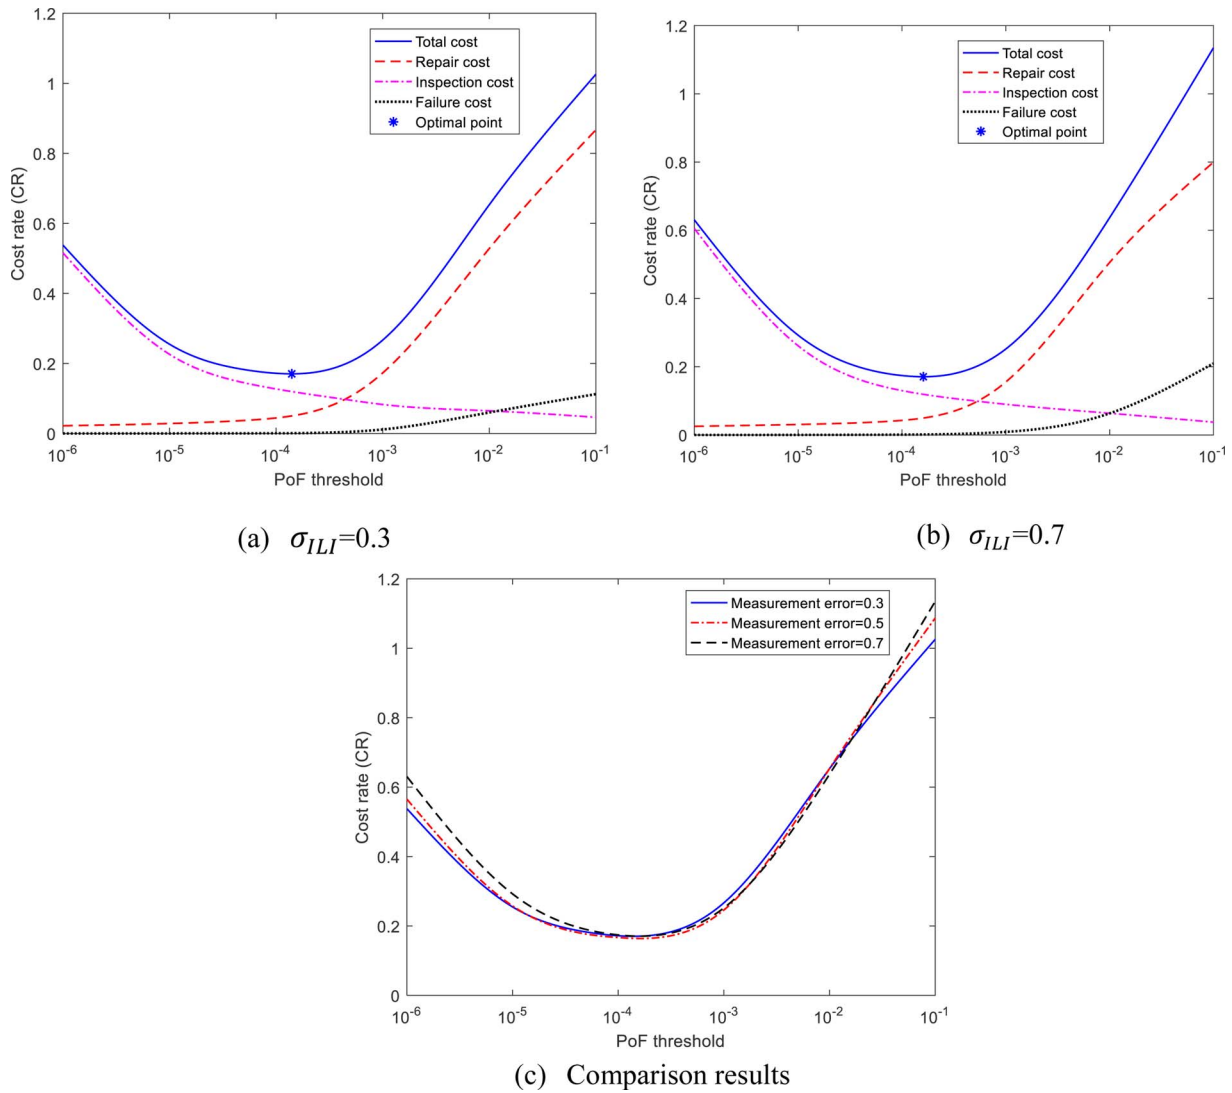 1.2
1
0.8
0.6
0.4
0.2
0
Cost rate (CR)
Total cost
Repair cost
Inspection cost
Failure cost
Optimal point
10^-6
10^-5
10^-4
10^-3
10^-2
10^-1
PoF threshold
(a) σ_ILI=0.3
1.2
1
0.8
0.6
0.4
0.2
0
Cost rate (CR)
Total cost
Repair cost
Inspection cost
Failure cost
Optimal point
10^-6
10^-5
10^-4
10^-3
10^-2
10^-1
PoF threshold
(b) σ_ILI=0.7
1.2
1
0.8
0.6
0.4
0.2
0
Cost rate (CR)
Measurement error=0.3
Measurement error=0.5
Measurement error=0.7
10^-6
10^-5
10^-4
10^-3
10^-2
10^-1
PoF threshold
(c) Comparison results